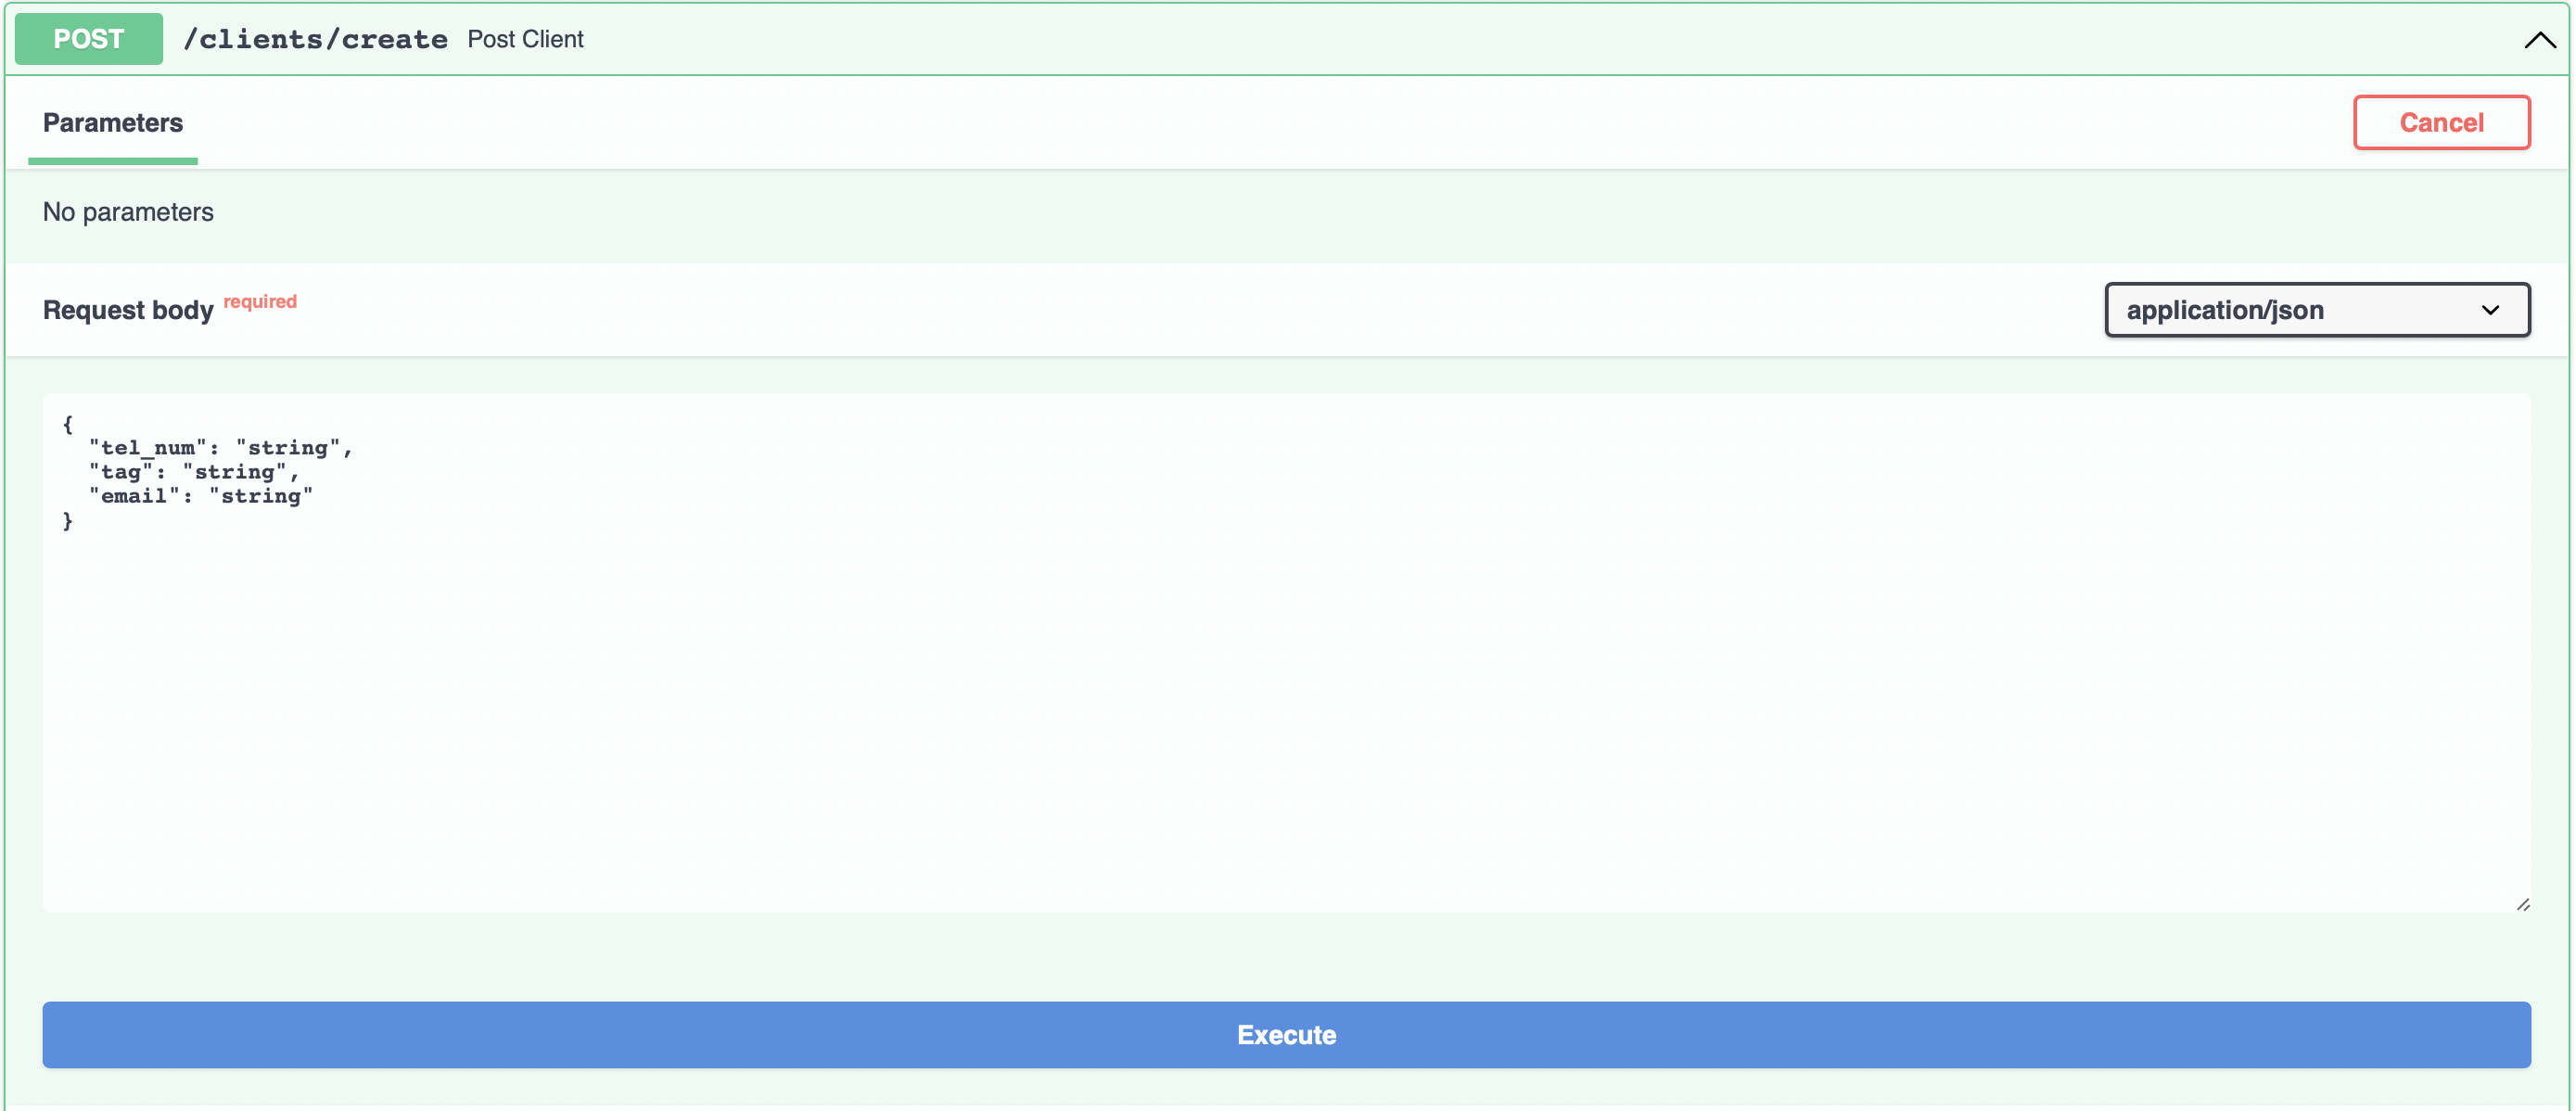 POST /clients/create Post Client
Parameters Cancel
No parameters
Request body required application/json
{
"tel_num": "string",
"tag": "string",
"email": "string"
}
Execute